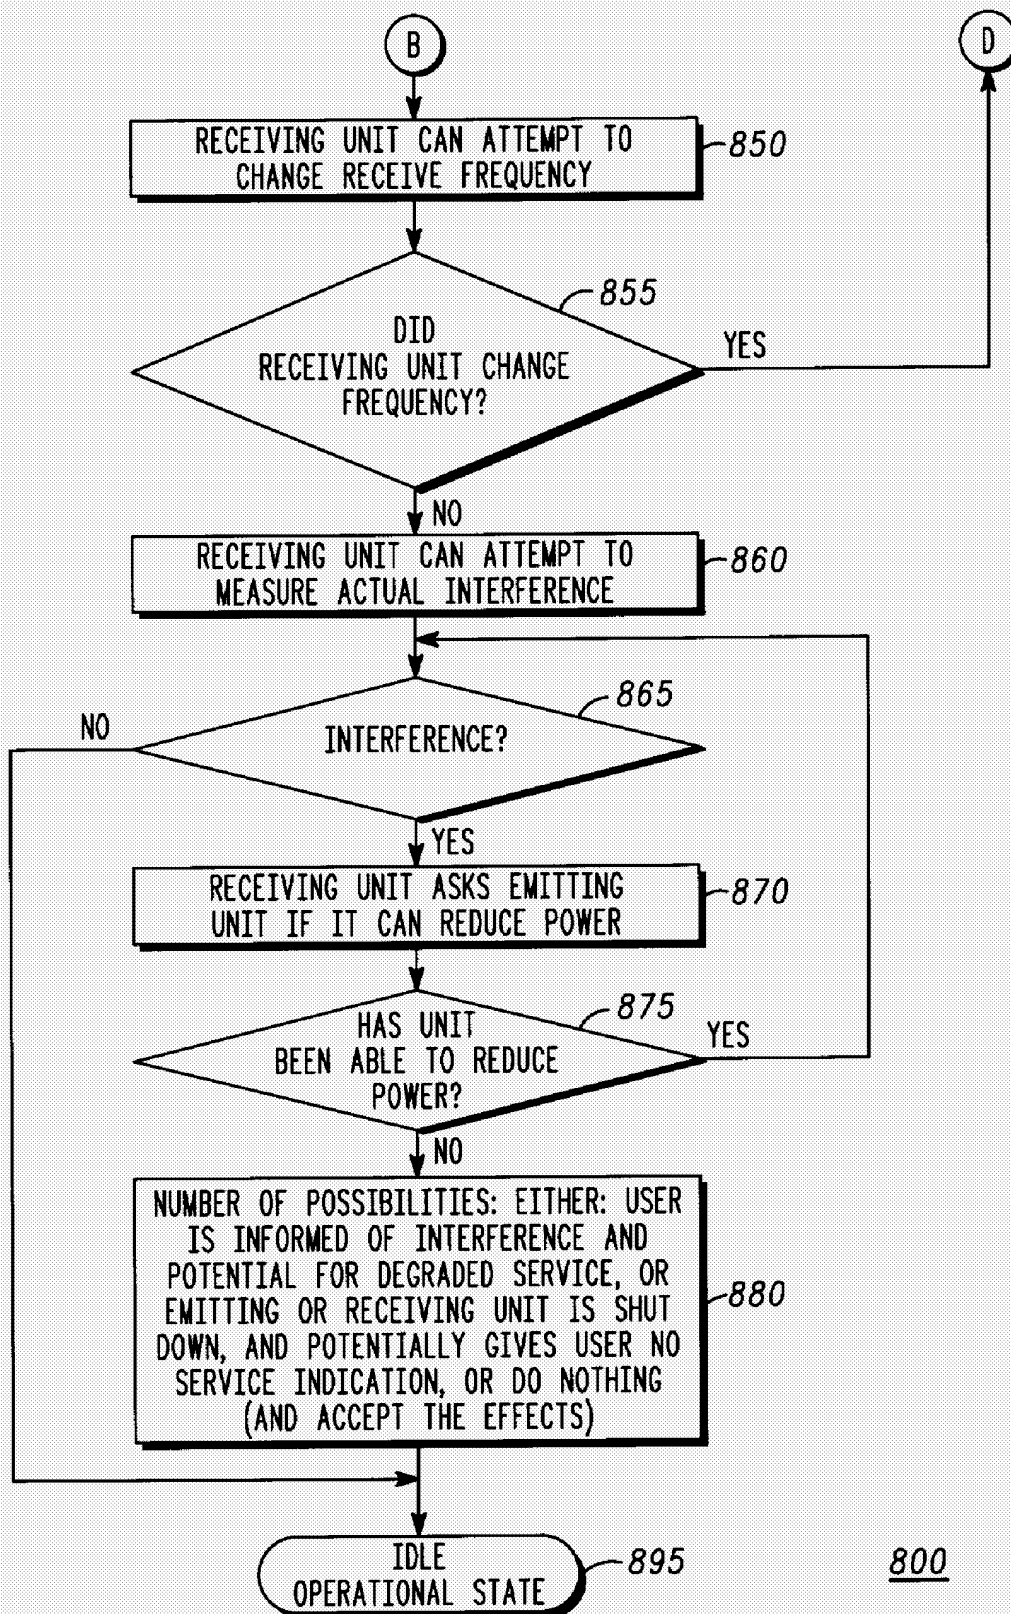 B
D
RECEIVING UNIT CAN ATTEMPT TO
CHANGE RECEIVE FREQUENCY
850
855
DID
RECEIVING UNIT CHANGE
FREQUENCY?
YES
NO
RECEIVING UNIT CAN ATTEMPT TO
MEASURE ACTUAL INTERFERENCE
860
865
NO
INTERFERENCE?
YES
RECEIVING UNIT ASKS EMITTING
UNIT IF IT CAN REDUCE POWER
870
875
HAS UNIT
BEEN ABLE TO REDUCE
POWER?
YES
NO
NUMBER OF POSSIBILITIES: EITHER: USER
IS INFORMED OF INTERFERENCE AND
POTENTIAL FOR DEGRADED SERVICE, OR
EMITTING OR RECEIVING UNIT IS SHUT
DOWN, AND POTENTIALLY GIVES USER NO
SERVICE INDICATION, OR DO NOTHING
(AND ACCEPT THE EFFECTS)
880
IDLE
OPERATIONAL STATE
895
800